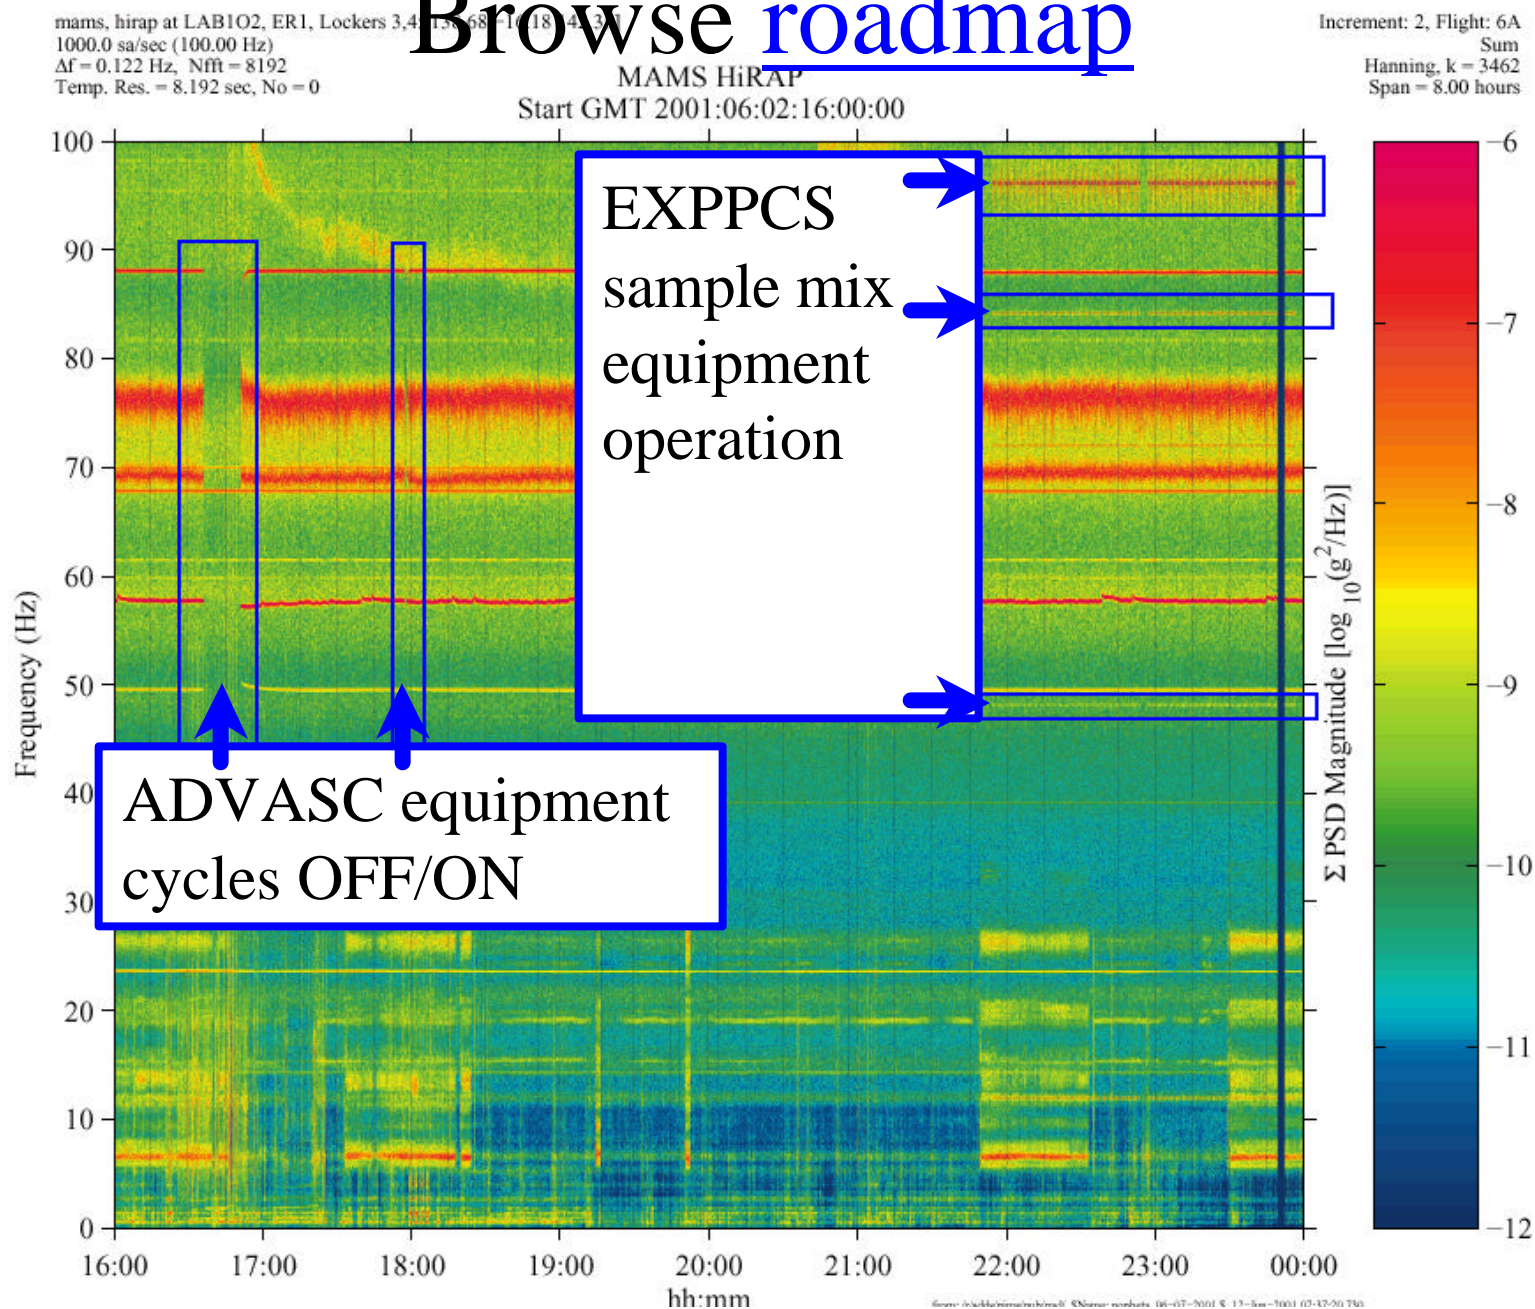 Browse roadmap
mams, hirap at LAB1O2, ER1, Lockers 3,4
1000.0 sa/sec (100.00 Hz)
Δf = 0.122 Hz, Nfft = 8192
Temp. Res. = 8.192 sec, No = 0
MAMS HiRAP
Start GMT 2001:06:02:16:00:00
Increment: 2, Flight: 6A
Sum
Hanning, k = 3462
Span = 8.00 hours
EXPPCS
sample mix
equipment
operation
ADVASC equipment
cycles OFF/ON
Frequency (Hz)
100
90
80
70
60
50
40
30
20
10
0
16:00 17:00 18:00 19:00 20:00 21:00 22:00 23:00 00:00
hh:mm
Σ PSD Magnitude [log10(g2/Hz)]
−6
−7
−8
−9
−10
−11
−12